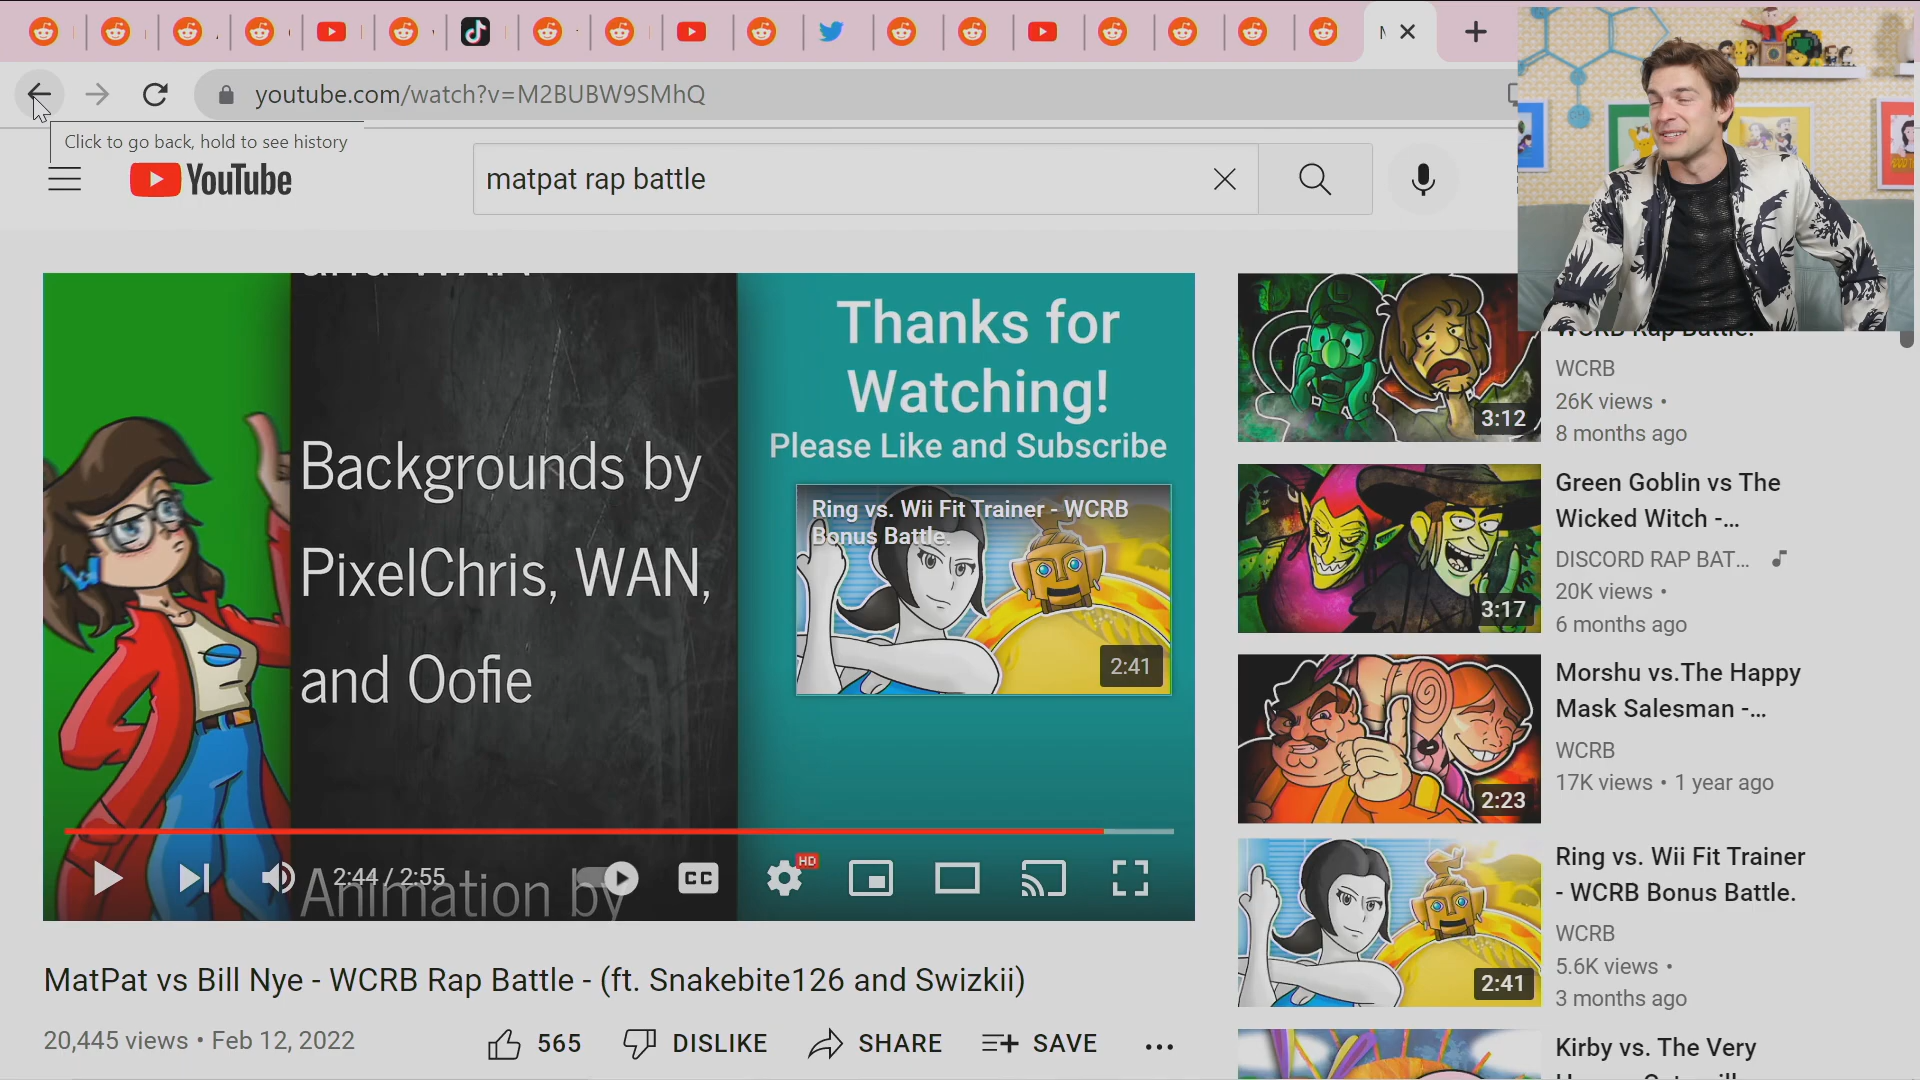 youtube.com/watch?v=M2BUBW9SMhQ
Click to go back, hold to see history
YouTube
matpat rap battle
Thanks for
Watching!
Please Like and Subscribe
Backgrounds by
PixelChris, WAN,
and Oofie
Animation by
Ring vs. Wii Fit Trainer - WCRB
Bonus Battle.
2:41
2:44 / 2:55
CC
HD
MatPat vs Bill Nye - WCRB Rap Battle - (ft. Snakebite126 and Swizkii)
20,445 views • Feb 12, 2022
565
DISLIKE
SHARE
SAVE
3:12
WCRB Rap Battle.
WCRB
26K views •
8 months ago
3:17
Green Goblin vs The
Wicked Witch -...
DISCORD RAP BAT...
20K views •
6 months ago
2:23
Morshu vs.The Happy
Mask Salesman -...
WCRB
17K views • 1 year ago
2:41
Ring vs. Wii Fit Trainer
- WCRB Bonus Battle.
WCRB
5.6K views •
3 months ago
Kirby vs. The Very